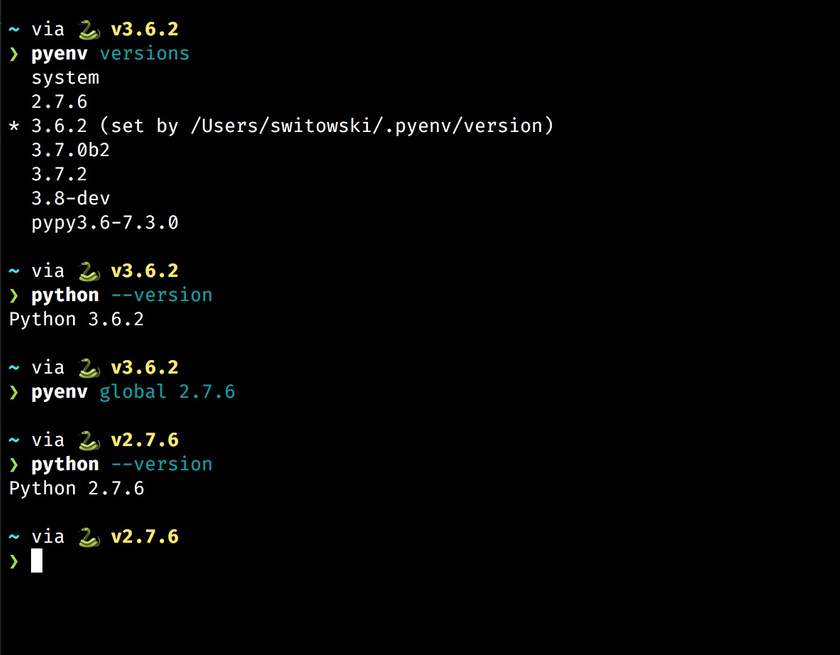 ~ via 🐍 v3.6.2
❯ pyenv versions
  system
  2.7.6
* 3.6.2 (set by /Users/switowski/.pyenv/version)
  3.7.0b2
  3.7.2
  3.8-dev
  pypy3.6-7.3.0
~ via 🐍 v3.6.2
❯ python --version
Python 3.6.2
~ via 🐍 v3.6.2
❯ pyenv global 2.7.6
~ via 🐍 v2.7.6
❯ python --version
Python 2.7.6
~ via 🐍 v2.7.6
❯